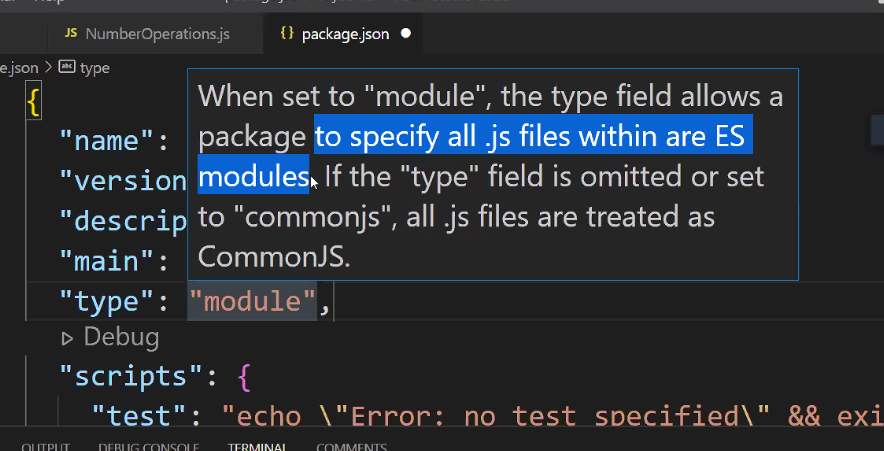 JS NumberOperations.js {} package.json
e.json > abc type
{
"name":
"version
"descrip
"main":
"type": "module",
When set to "module", the type field allows a
package to specify all .js files within are ES
modules. If the "type" field is omitted or set
to "commonjs", all .js files are treated as
CommonJS.
Debug
"scripts": {
"test": "echo \"Error: no test specified\" && exi
OUTPUT DEBUG CONSOLE TERMINAL COMMENTS